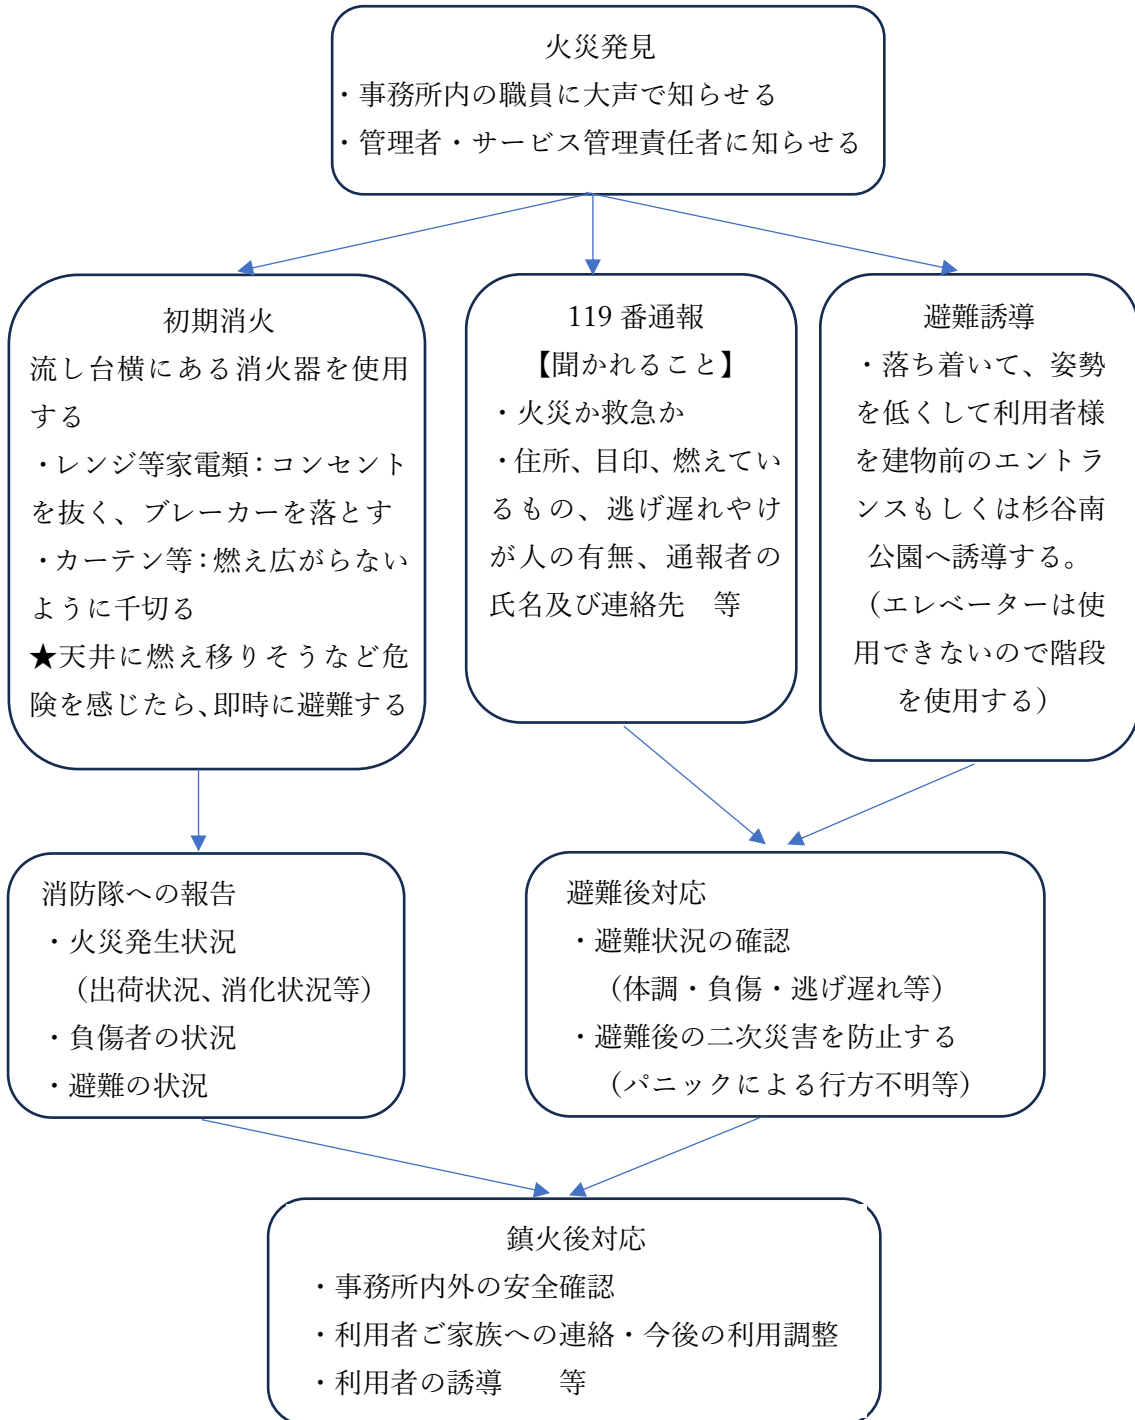 火災発見
・事務所内の職員に大声で知らせる
・管理者・サービス管理責任者に知らせる
初期消火
流し台横にある消火器を使用
する
・レンジ等家電類：コンセント
を抜く、ブレーカーを落とす
・カーテン等：燃え広がらない
ように千切る
★天井に燃え移りそうなど危
険を感じたら、即時に避難する
119 番通報
【聞かれること】
・火災か救急か
・住所、目印、燃えてい
るもの、逃げ遅れやけ
が人の有無、通報者の
氏名及び連絡先　等
避難誘導
・落ち着いて、姿勢
を低くして利用者様
を建物前のエントラ
ンスもしくは杉谷南
公園へ誘導する。
（エレベーターは使
用できないので階段
を使用する）
消防隊への報告
・火災発生状況
（出荷状況、消化状況等）
・負傷者の状況
・避難の状況
避難後対応
・避難状況の確認
（体調・負傷・逃げ遅れ等）
・避難後の二次災害を防止する
（パニックによる行方不明等）
鎮火後対応
・事務所内外の安全確認
・利用者ご家族への連絡・今後の利用調整
・利用者の誘導　　等